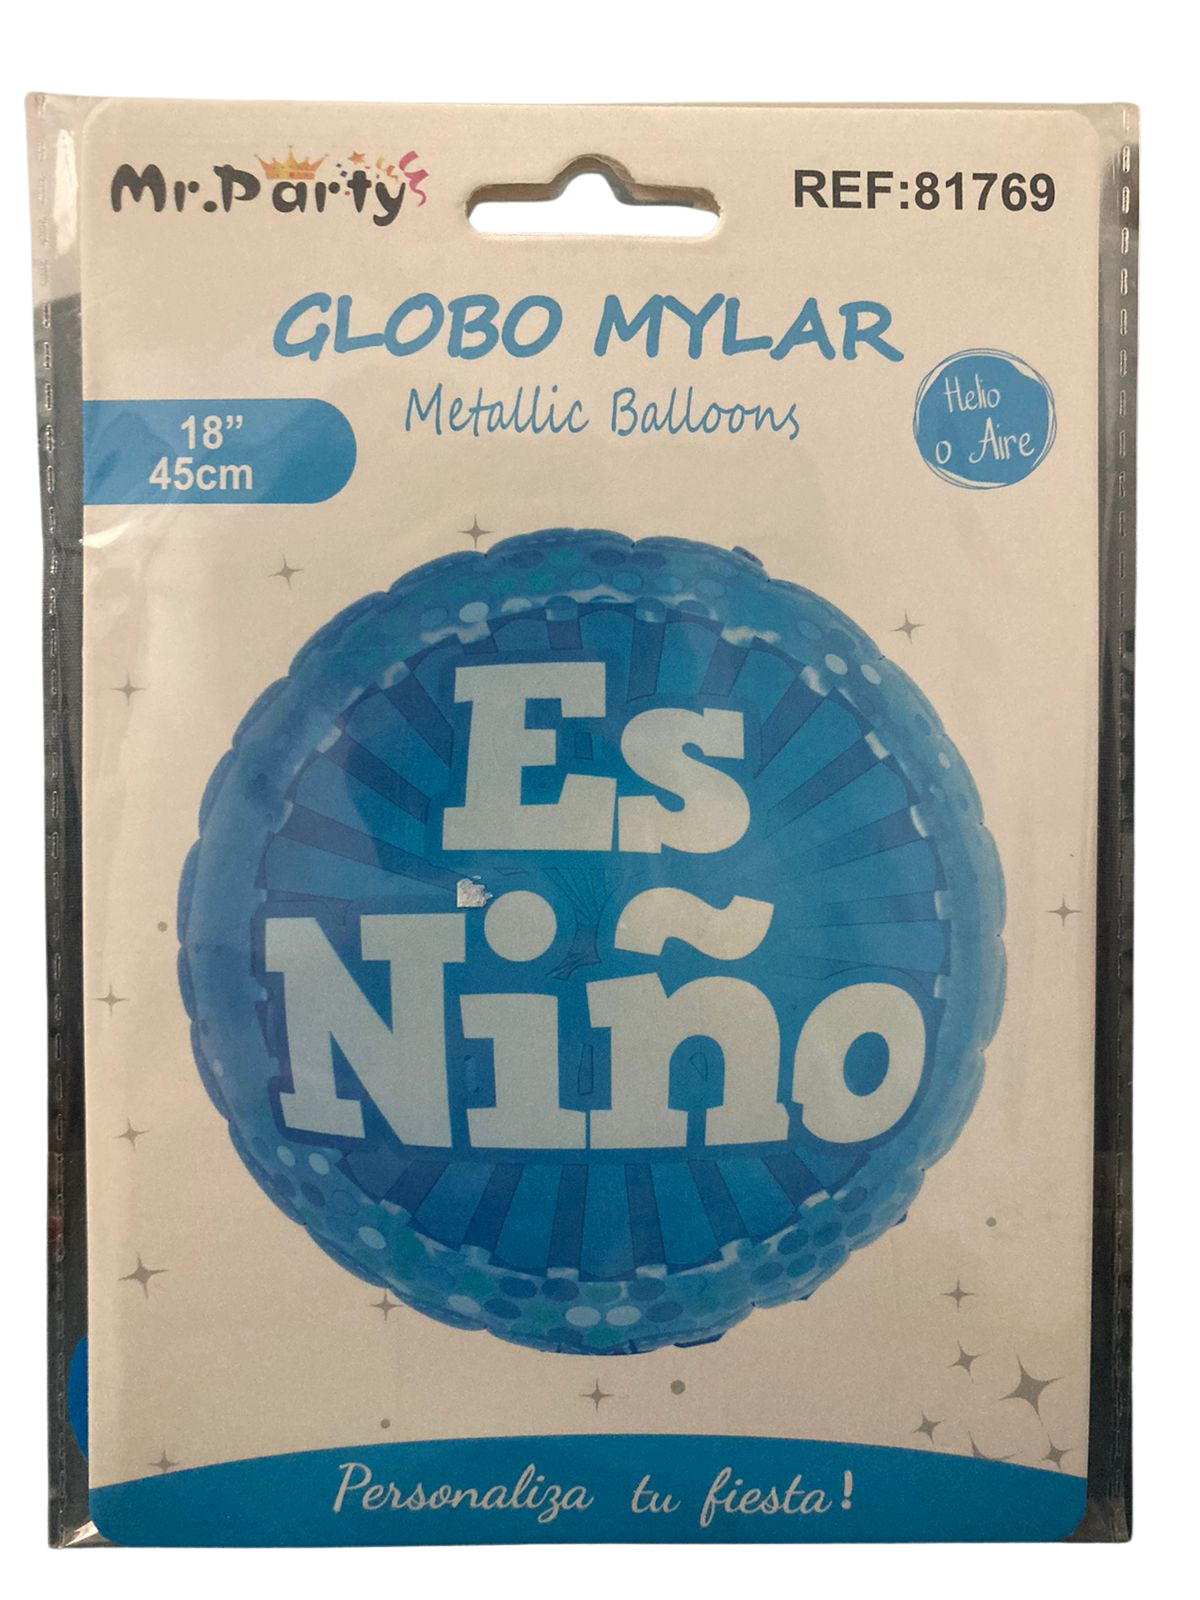 Mr.Party
REF:81769
GLOBO MYLAR
Metallic Balloons
18”
45cm
Helio
o Aire
Es
Niño
Personaliza tu fiesta!